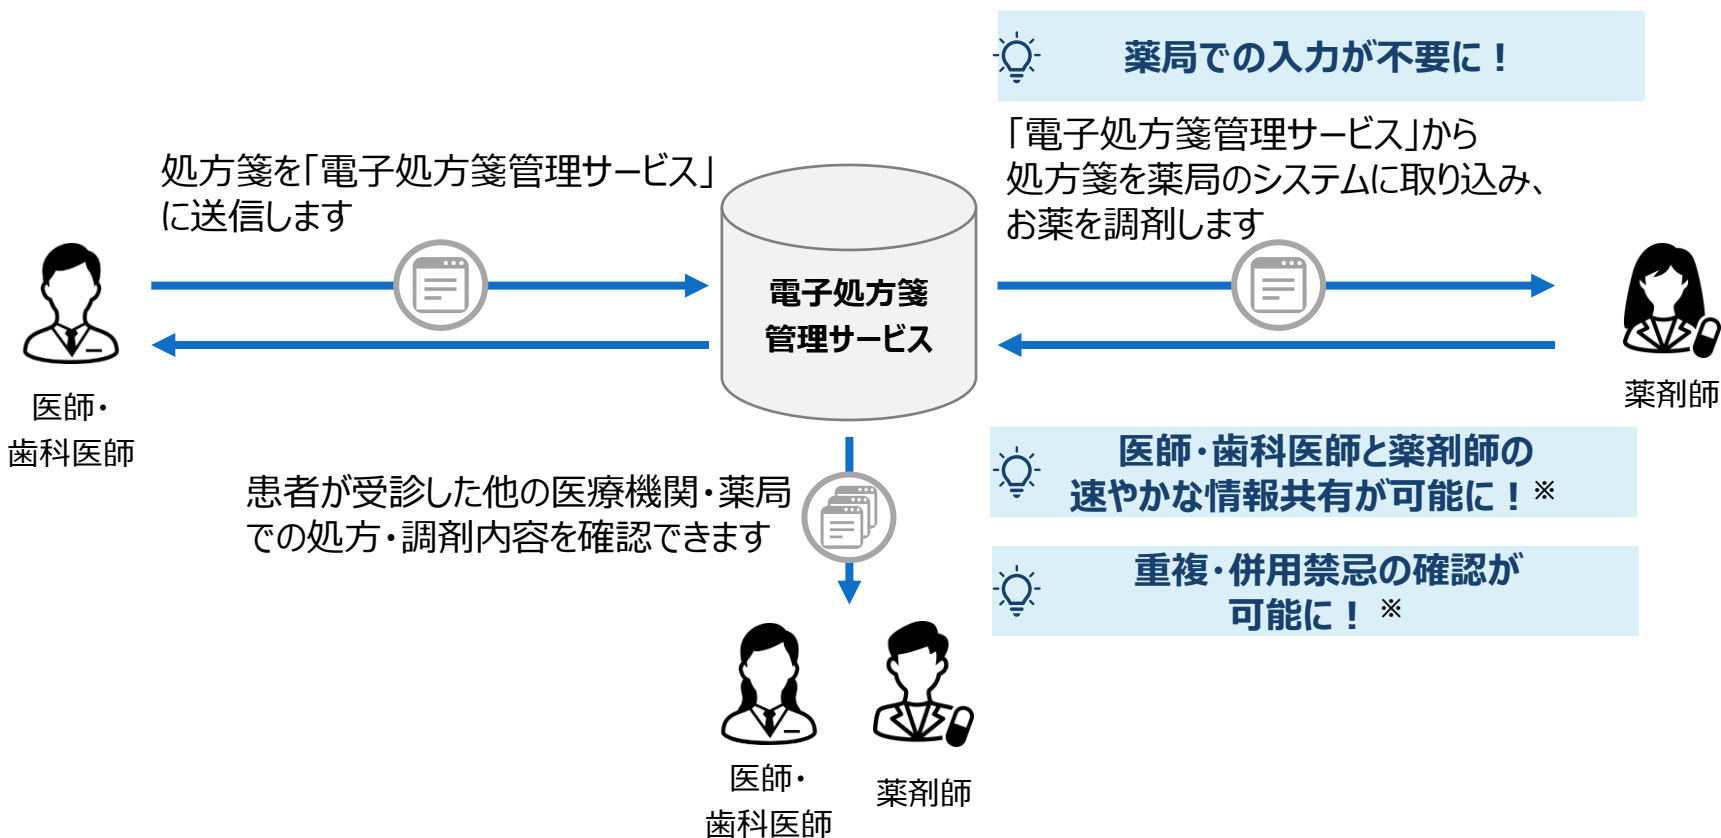 薬局での入力が不要に！
「電子処方箋管理サービス」から
処方箋を薬局のシステムに取り込み、
お薬を調剤します
処方箋を「電子処方箋管理サービス」
に送信します
電子処方箋
管理サービス
医師・
歯科医師
薬剤師
医師・歯科医師と薬剤師の
速やかな情報共有が可能に！※
患者が受診した他の医療機関・薬局
での処方・調剤内容を確認できます
重複・併用禁忌の確認が
可能に！※
医師・
歯科医師
薬剤師